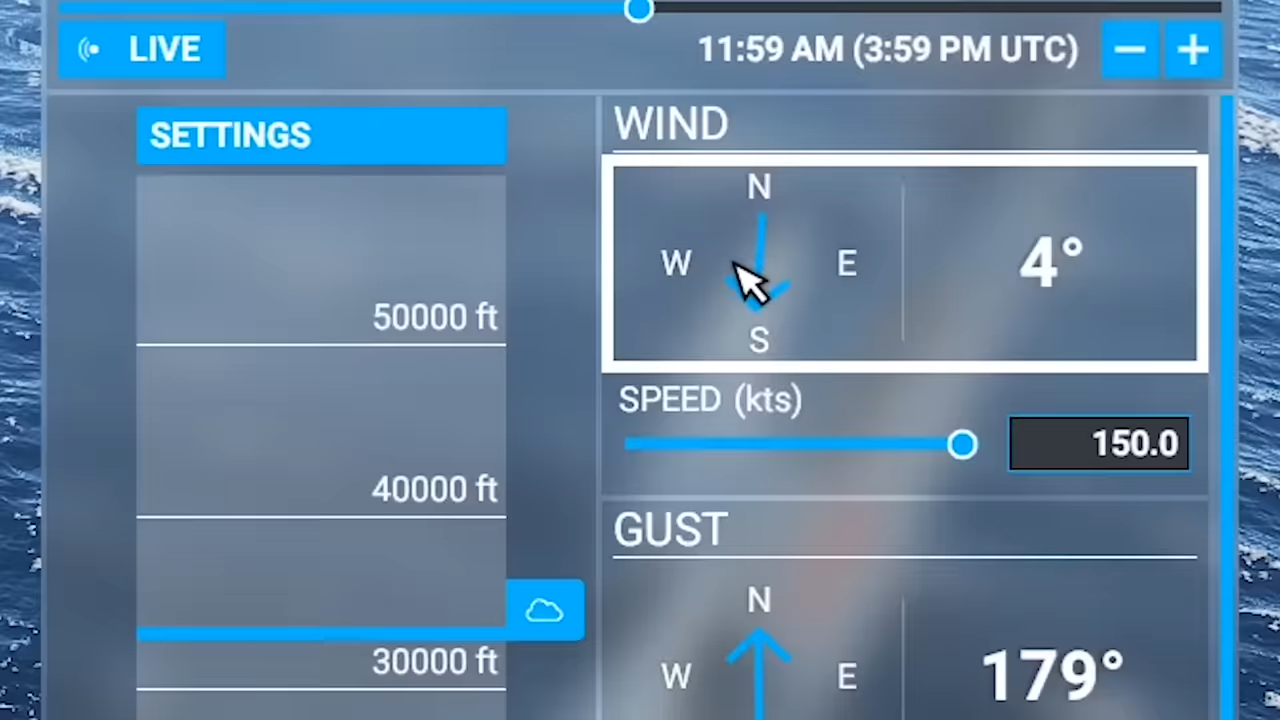 LIVE
11:59 AM (3:59 PM UTC)
SETTINGS
50000 ft
40000 ft
30000 ft
WIND
N
W
E
S
4°
SPEED (kts)
150.0
GUST
N
W
E
179°